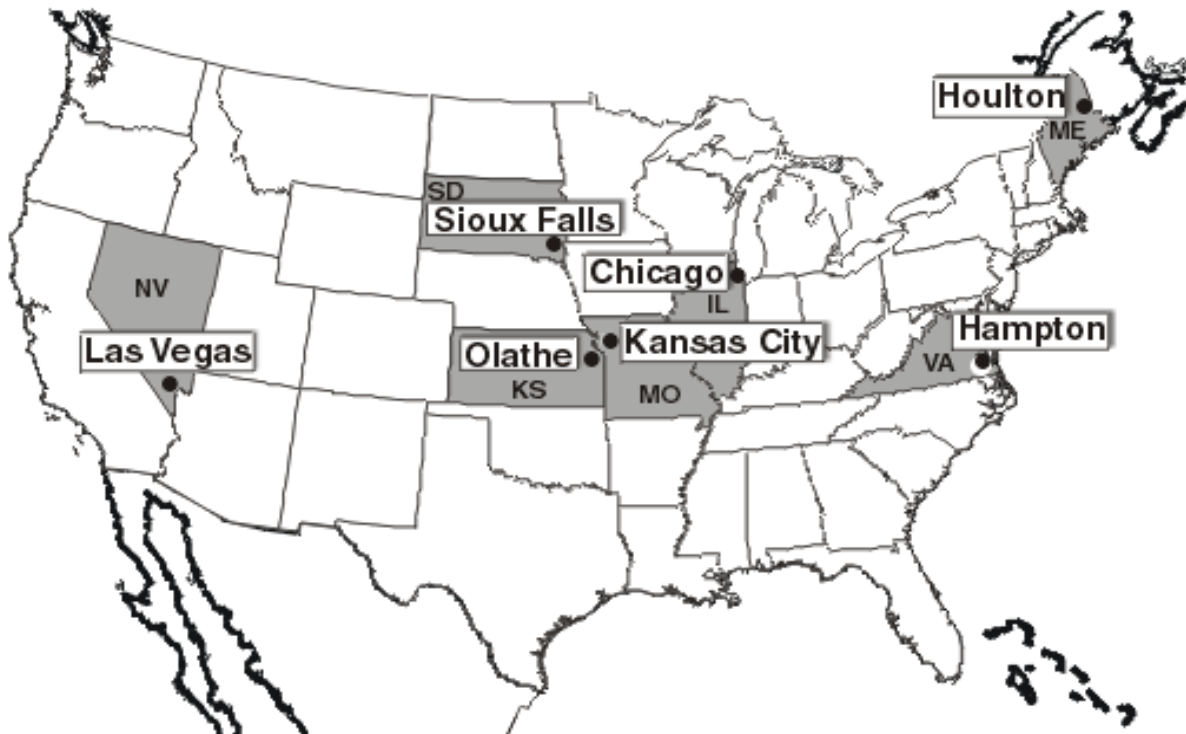 Houlton
ME
SD
Sioux Falls
Chicago
NV
IL
Hampton
Las Vegas
Olathe
Kansas City
VA
KS
MO